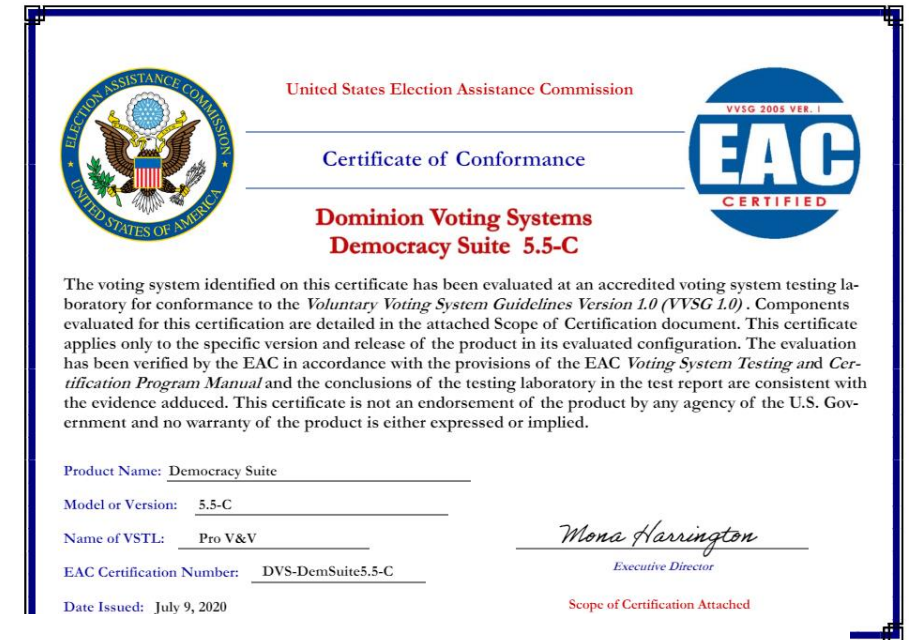 ELECTION ASSISTANCE COMMISSION
UNITED STATES OF AMERICA
United States Election Assistance Commission
VVSG 2005 VER. I
EAC
CERTIFIED
Certificate of Conformance
Dominion Voting Systems
Democracy Suite 5.5-C
The voting system identified on this certificate has been evaluated at an accredited voting system testing la-
boratory for conformance to the Voluntary Voting System Guidelines Version 1.0 (VVSG 1.0) . Components
evaluated for this certification are detailed in the attached Scope of Certification document. This certificate
applies only to the specific version and release of the product in its evaluated configuration. The evaluation
has been verified by the EAC in accordance with the provisions of the EAC Voting System Testing and Cer-
tification Program Manual and the conclusions of the testing laboratory in the test report are consistent with
the evidence adduced. This certificate is not an endorsement of the product by any agency of the U.S. Gov-
ernment and no warranty of the product is either expressed or implied.
Product Name: Democracy Suite
Model or Version: 5.5-C
Name of VSTL: Pro V&V
EAC Certification Number: DVS-DemSuite5.5-C
Date Issued: July 9, 2020
Mona Harrington
Executive Director
Scope of Certification Attached